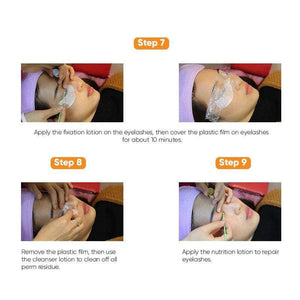 Step 7
Apply the fixation lotion on the eyelashes, then cover the plastic film on eyelashes
for about 10 minutes.
Step 8
Remove the plastic film, then use
the cleanser lotion to clean off all
perm residue.
Step 9
Apply the nutrition lotion to repair
eyelashes.